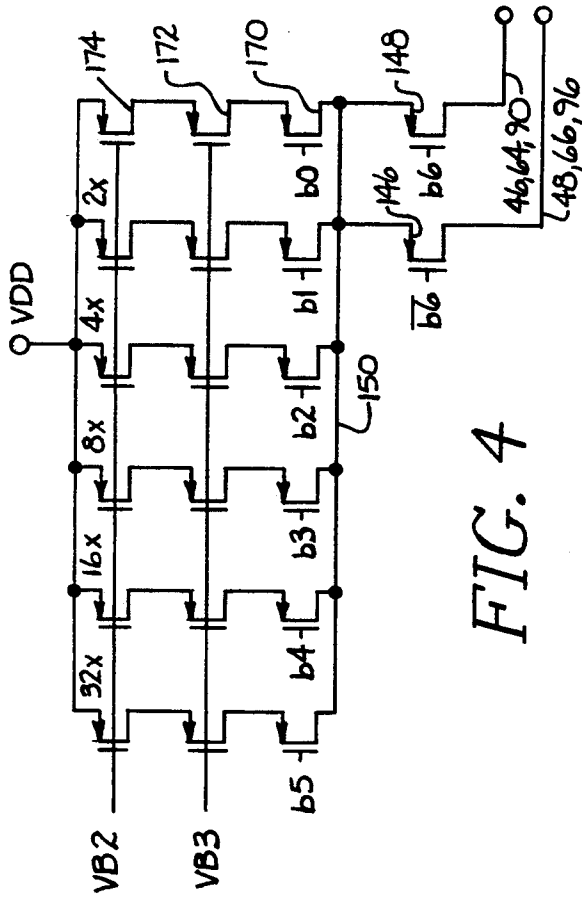 VDD
32x 16x 8x 4x 2x
174
VB2
172
VB3
170
b5 b4 b3 b2 b1 b0
150
146
148
b6 b6
46,64,90
48,66,96
FIG. 4